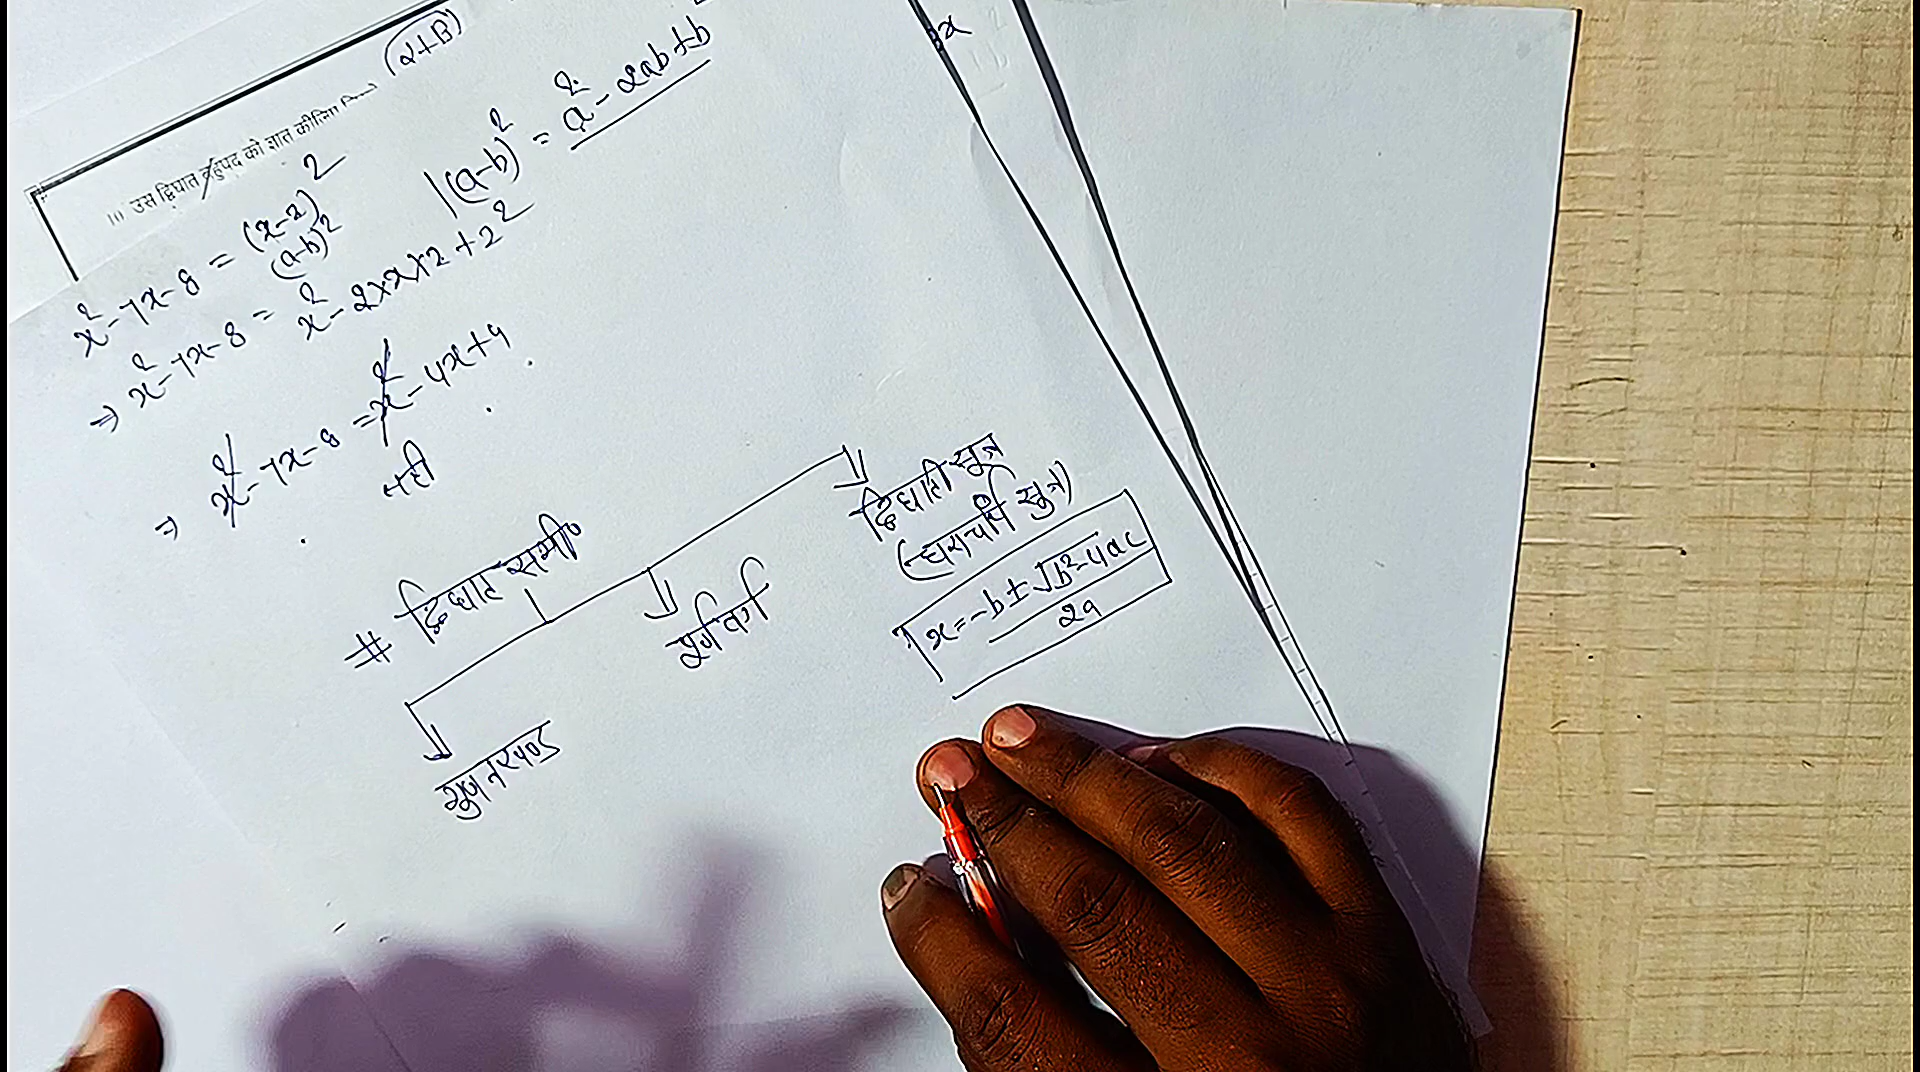 (α+β)
x
उस द्विघात बहुपद को ज्ञात कीजिए
x² - 7x - 8 = (x-2)²
(a-b)²
(a-b)² = a² - 2ab + b²
⇒ x² - 7x - 8 = x² - 2×x×2 + 2²
⇒ x² - 7x - 8 = x² - 4x + 4
नही
# द्विघात समी०
गुणनखण्ड
पूर्ण वर्ग
द्विघाती सूत्र
(श्रीधराचार्य सूत्र)
x = -b ± √b² - 4ac
2a